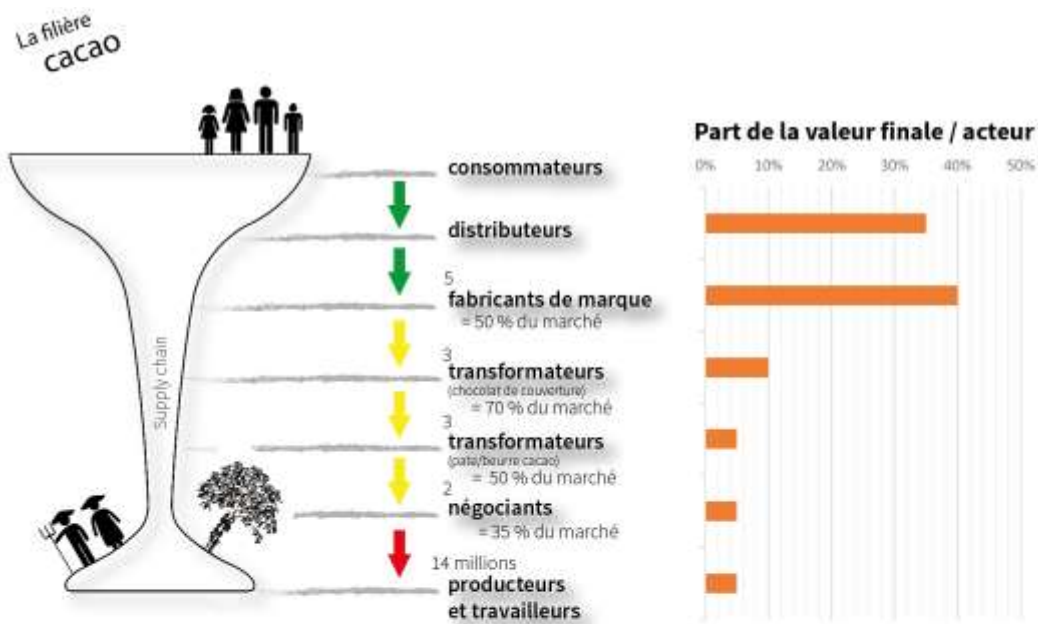 La filière
cacao
Part de la valeur finale / acteur
0% 10% 20% 30% 40% 50%
consommateurs
distributeurs
5
fabricants de marque
= 50 % du marché
3
transformateurs
(chocolat de couverture)
= 70 % du marché
3
transformateurs
(pate/beurre cacao)
= 50 % du marché
2
négociants
= 35 % du marché
14 millions
producteurs
et travailleurs
Supply chain